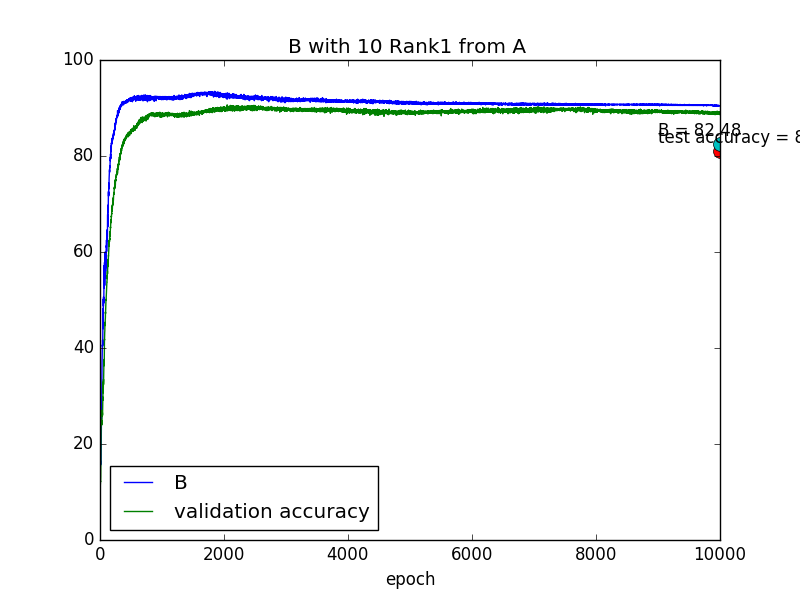 B with 10 Rank1 from A
100
80
60
40
20
0
B = 82.48
test accuracy = 8
B
validation accuracy
0 2000 4000 6000 8000 10000
epoch